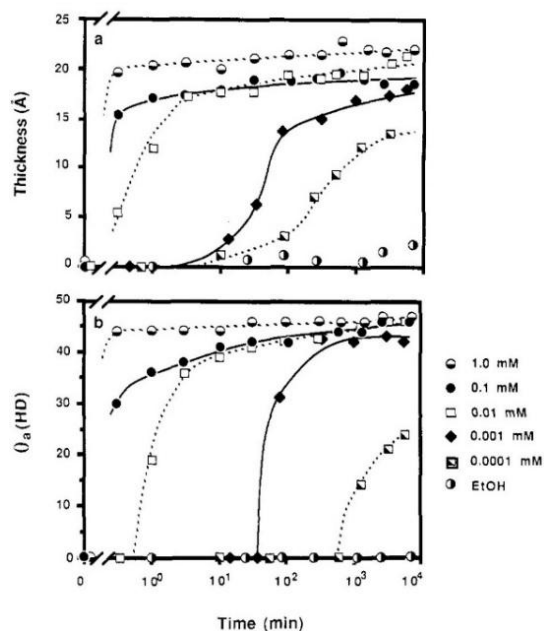 a
25
20
15
10
5
0
Thickness (Å)
b
50
40
30
20
10
0
θa (HD)
0 10⁰ 10¹ 10² 10³ 10⁴
Time (min)
1.0 mM
0.1 mM
0.01 mM
0.001 mM
0.0001 mM
EtOH